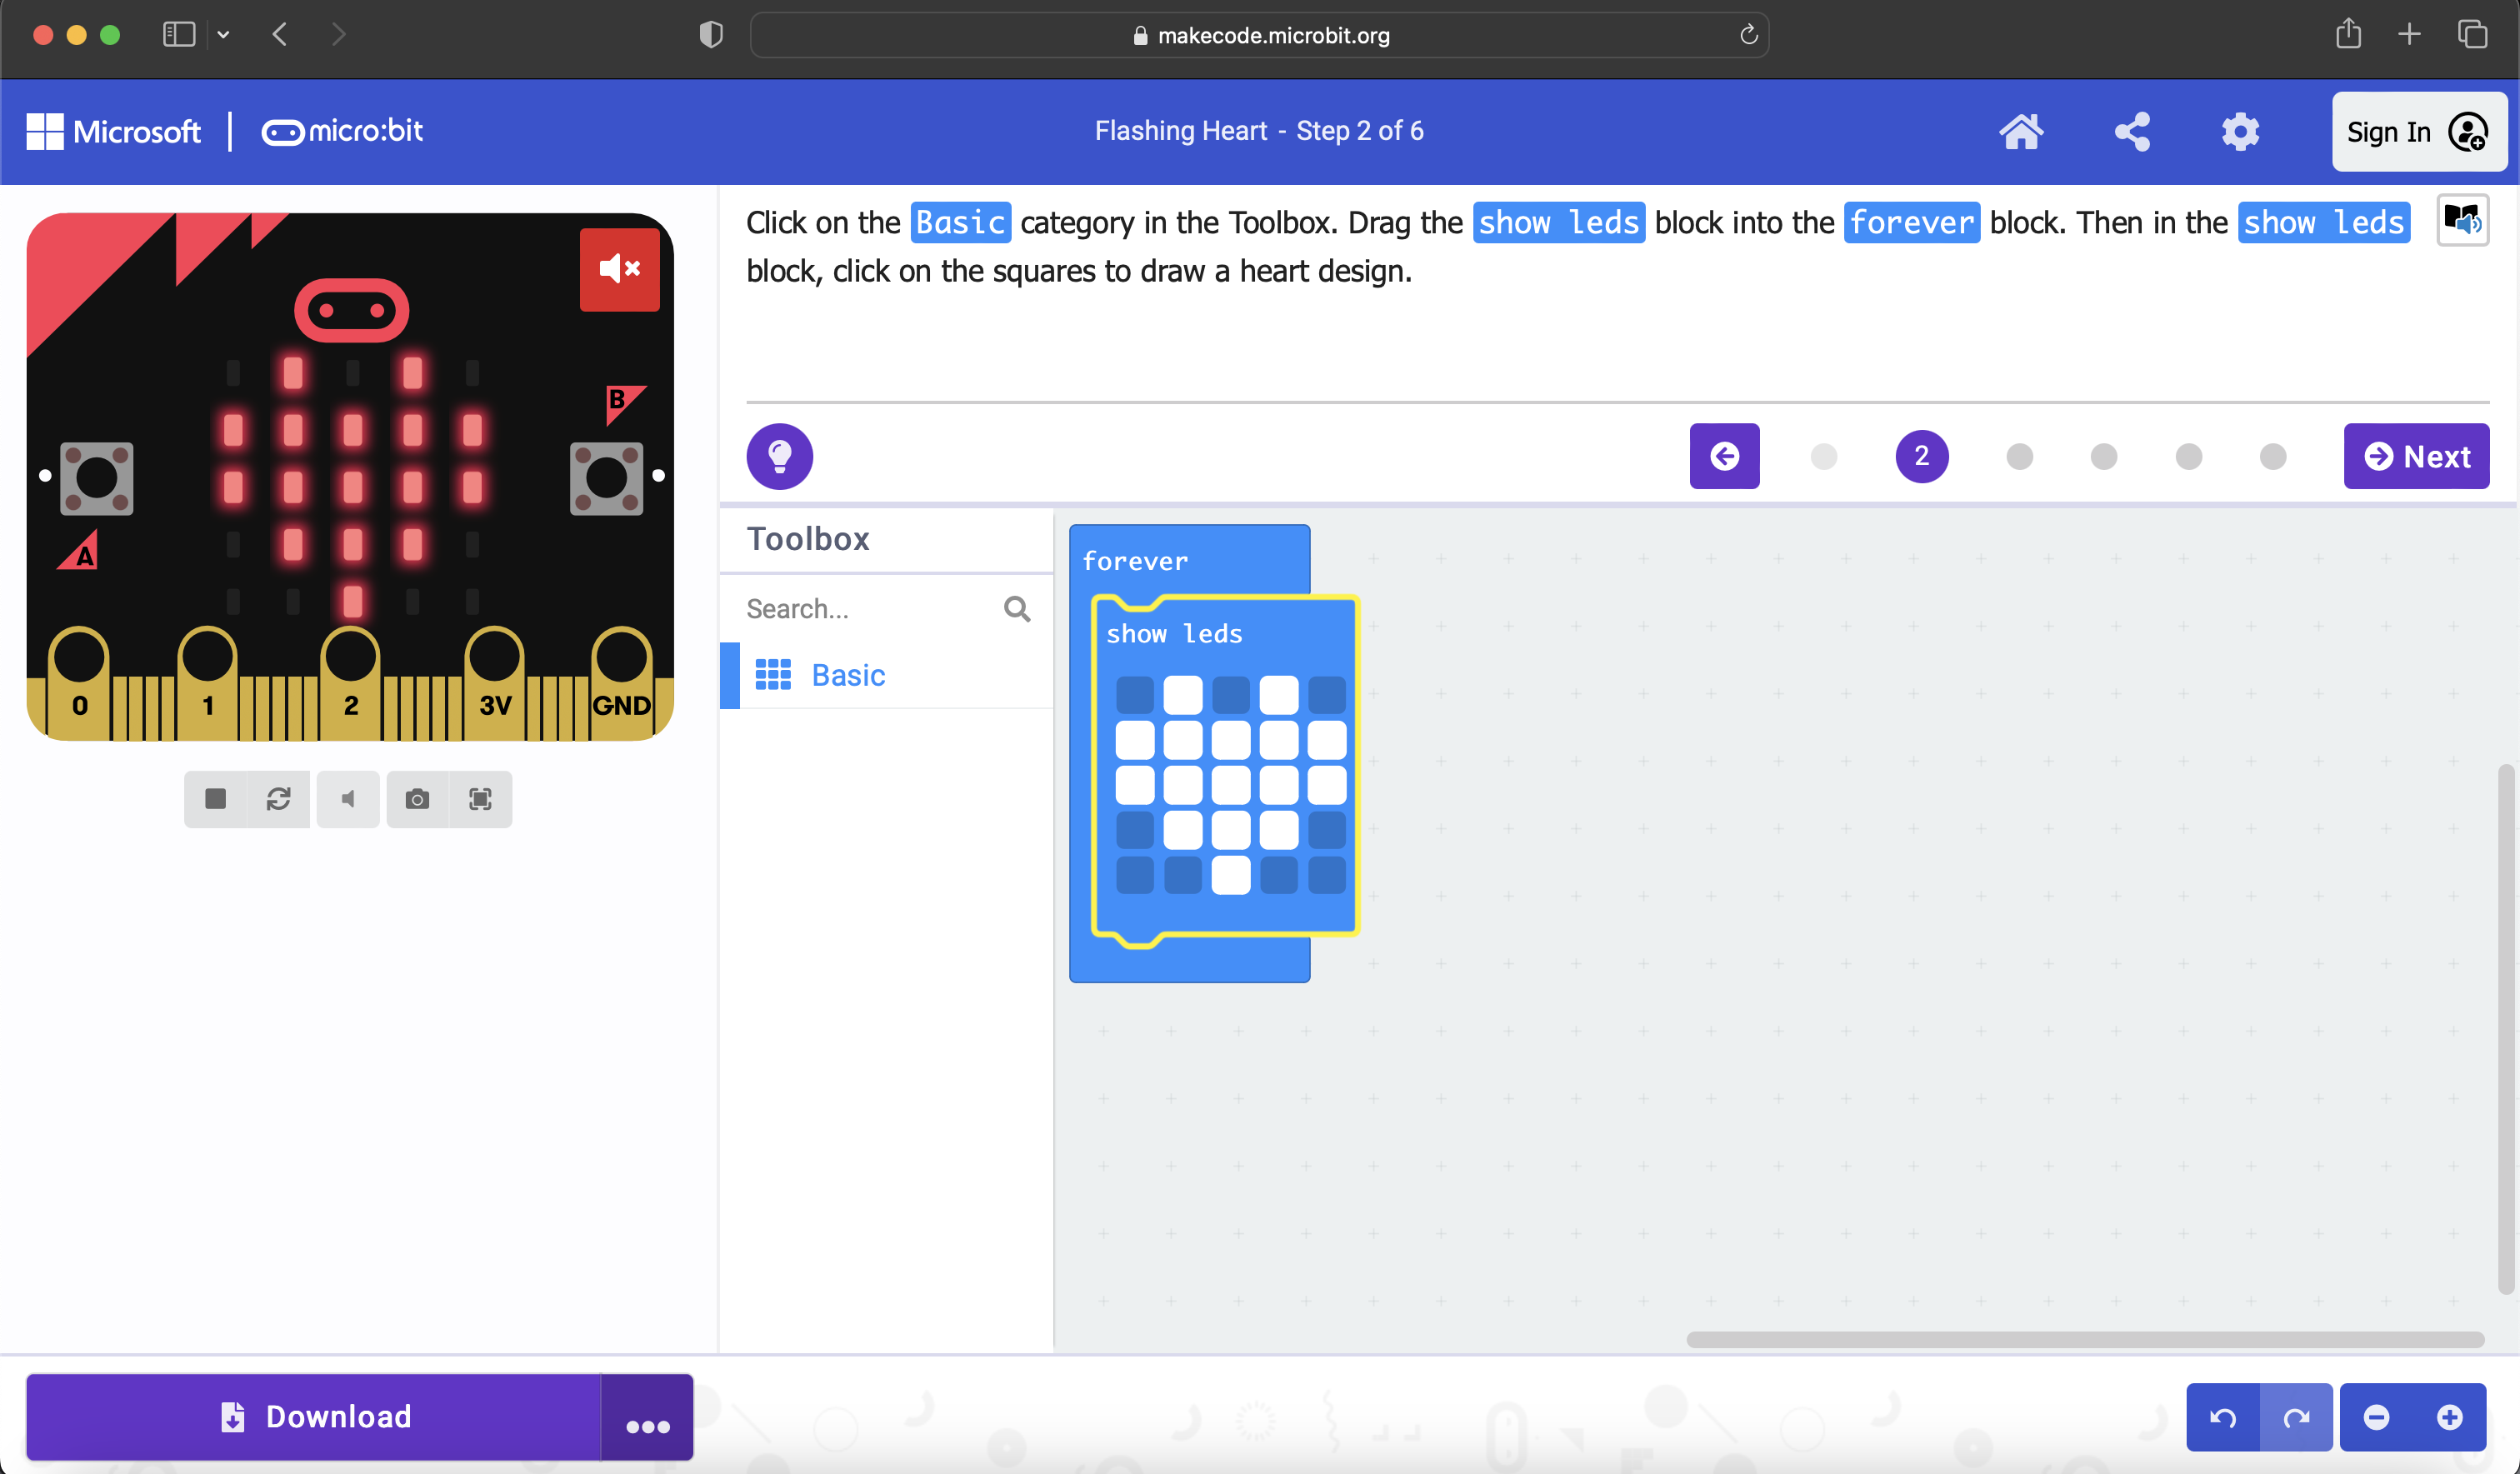 makecode.microbit.org
Microsoft | micro:bit
Flashing Heart - Step 2 of 6
Sign In
Click on the Basic category in the Toolbox. Drag the show leds block into the forever block. Then in the show leds
block, click on the squares to draw a heart design.
2
Next
B
A
0 1 2 3V GND
Toolbox
Search...
Basic
forever
show leds
Download